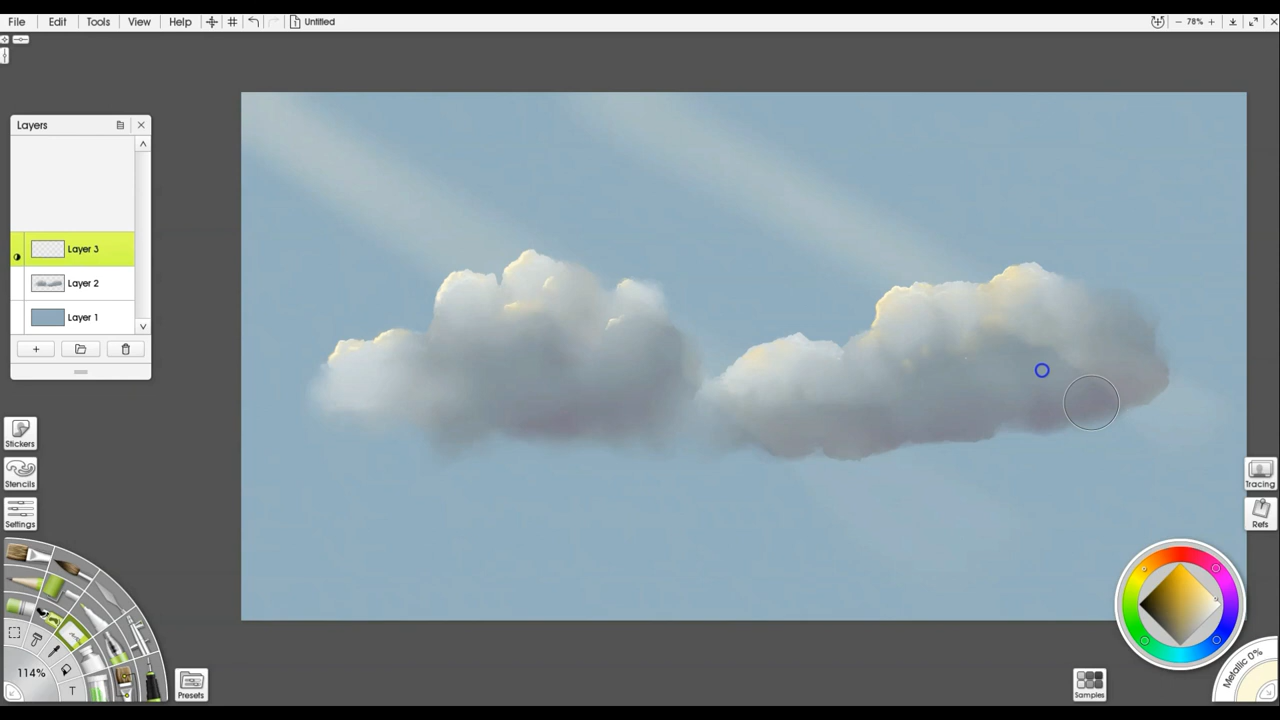 File Edit Tools View Help Untitled 78%
Layers
Layer 3
Layer 2
Layer 1
Stickers
Stencils
Settings
Tracing
Refs
114%
T
Presets
Samples
Metallic 0%